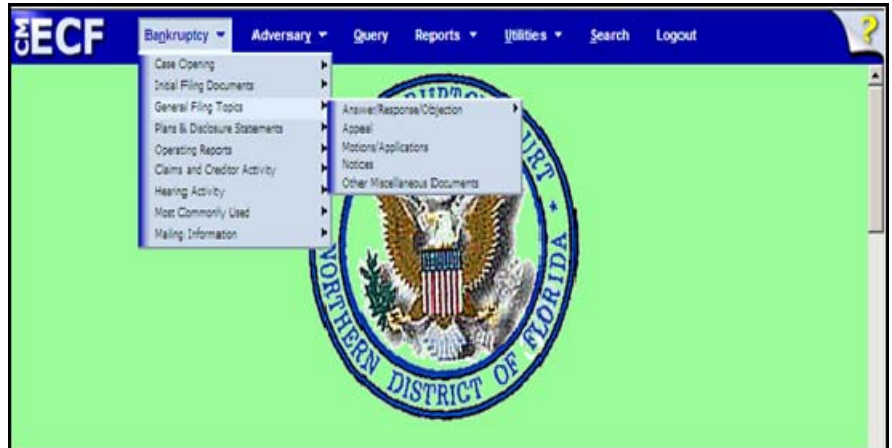 CM ECF
Bankruptcy Adversary Query Reports Utilities Search Logout ?
Case Opening
Initial Filing Documents
General Filing Topics
Plans & Disclosure Statements
Operating Reports
Claims and Creditor Activity
Hearing Activity
Most Commonly Used
Mailing Information
Answer/Response/Objection
Appeal
Motions/Applications
Notices
Other Miscellaneous Documents
NORTHERN DISTRICT OF FLORIDA